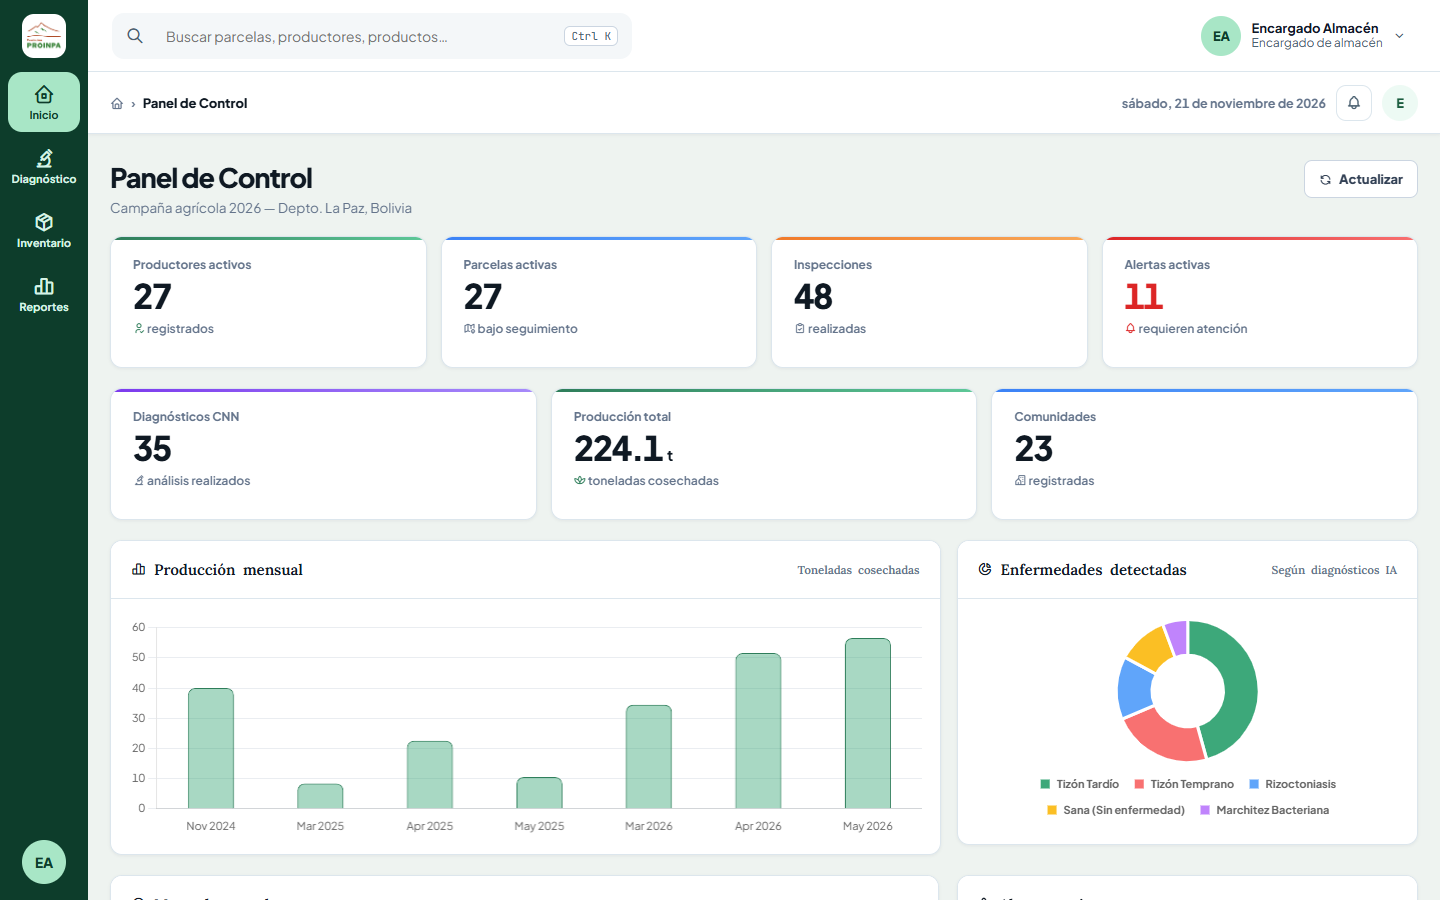 PROINPA
Buscar parcelas, productores, productos...
Ctrl K
EA
Encargado Almacén
Encargado de almacén
Inicio
Diagnóstico
Inventario
Reportes
EA
› Panel de Control
sábado, 21 de noviembre de 2026
E
Panel de Control
Campaña agrícola 2026 — Depto. La Paz, Bolivia
Actualizar
Productores activos
27
registrados
Parcelas activas
27
bajo seguimiento
Inspecciones
48
realizadas
Alertas activas
11
requieren atención
Diagnósticos CNN
35
análisis realizados
Producción total
224.1 t
toneladas cosechadas
Comunidades
23
registradas
Producción mensual
Toneladas cosechadas
60
50
40
30
20
10
0
Nov 2024 Mar 2025 Apr 2025 May 2025 Mar 2026 Apr 2026 May 2026
Enfermedades detectadas
Según diagnósticos IA
Tizón Tardío Tizón Temprano Rizoctoniasis
Sana (Sin enfermedad) Marchitez Bacteriana